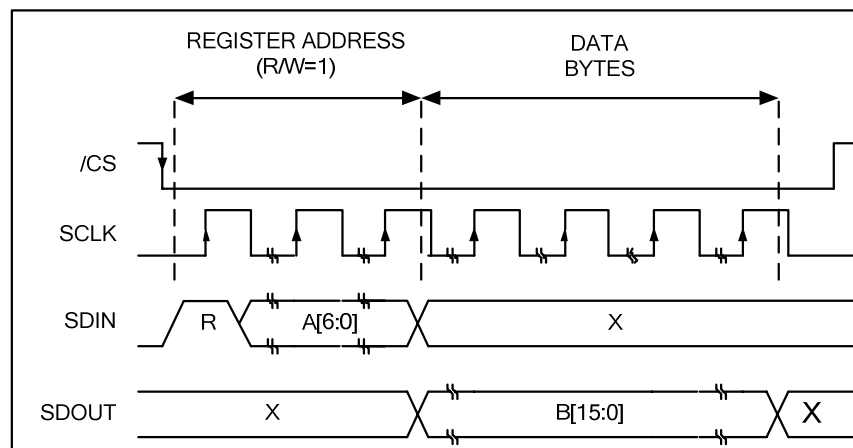 REGISTER ADDRESS
(R/W=1)
DATA
BYTES
/CS
SCLK
SDIN
R
A[6:0]
X
SDOUT
X
B[15:0]
X